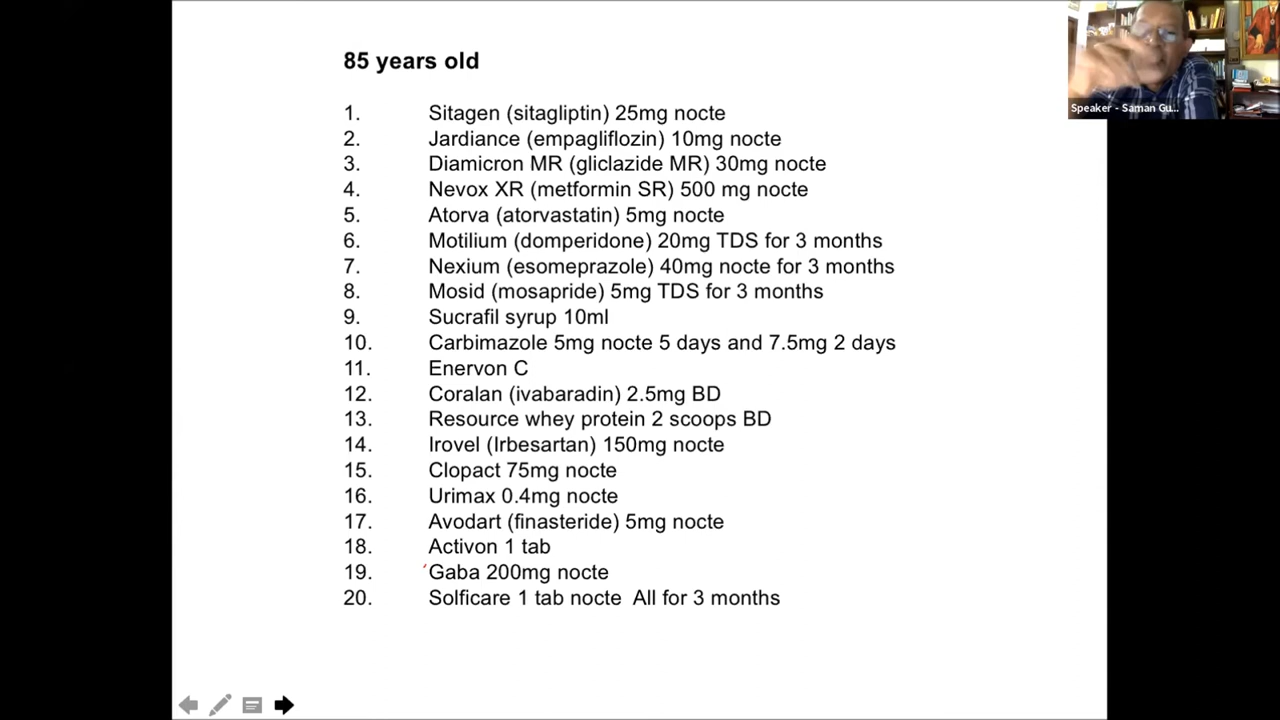 85 years old
1. Sitagen (sitagliptin) 25mg nocte
2. Jardiance (empagliflozin) 10mg nocte
3. Diamicron MR (gliclazide MR) 30mg nocte
4. Nevox XR (metformin SR) 500 mg nocte
5. Atorva (atorvastatin) 5mg nocte
6. Motilium (domperidone) 20mg TDS for 3 months
7. Nexium (esomeprazole) 40mg nocte for 3 months
8. Mosid (mosapride) 5mg TDS for 3 months
9. Sucrafil syrup 10ml
10. Carbimazole 5mg nocte 5 days and 7.5mg 2 days
11. Enervon C
12. Coralan (ivabaradin) 2.5mg BD
13. Resource whey protein 2 scoops BD
14. Irovel (Irbesartan) 150mg nocte
15. Clopact 75mg nocte
16. Urimax 0.4mg nocte
17. Avodart (finasteride) 5mg nocte
18. Activon 1 tab
19. Gaba 200mg nocte
20. Solficare 1 tab nocte All for 3 months
Speaker - Saman Gu...